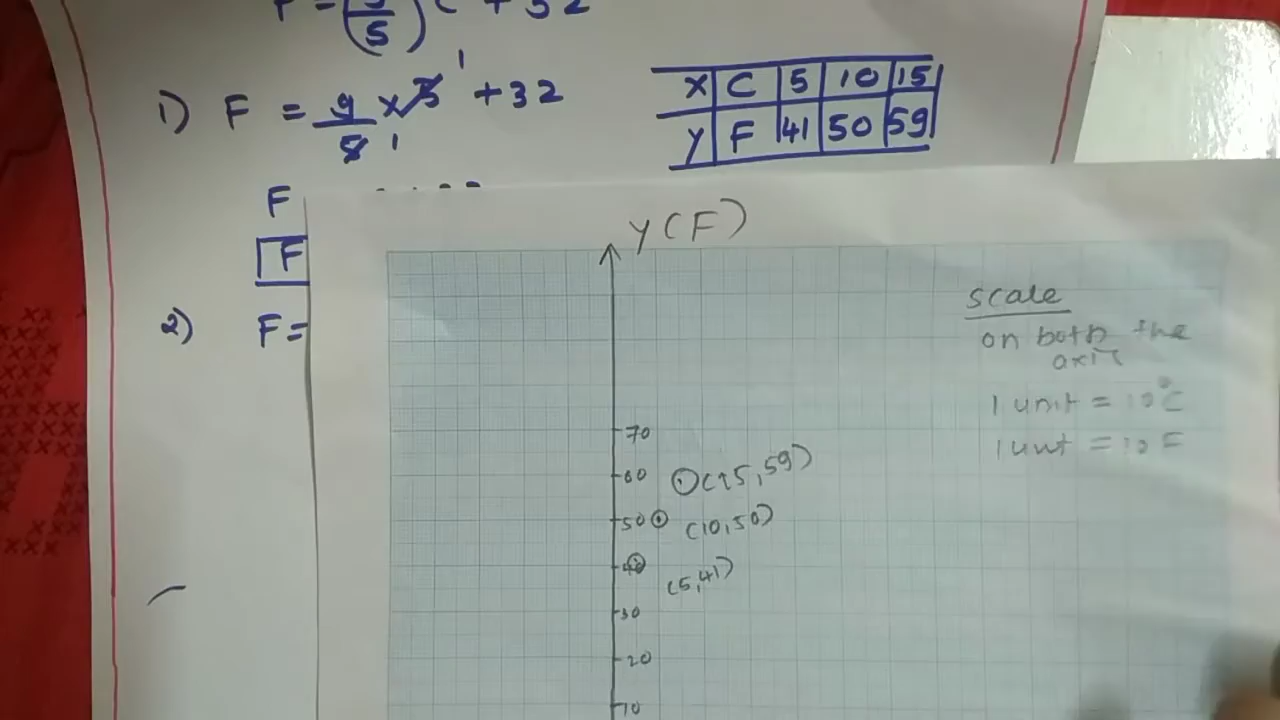 F = (9/5) C + 32
1) F = 9/5 x 5 1 + 32
1
X C 5 10 15
Y F 41 50 59
F
F
2) F =
Y (F)
scale
on both the
axis
1 unit = 10°C
1 unit = 10 F
70
60
(15,59)
50
(10,50)
40
(5,41)
30
20
10